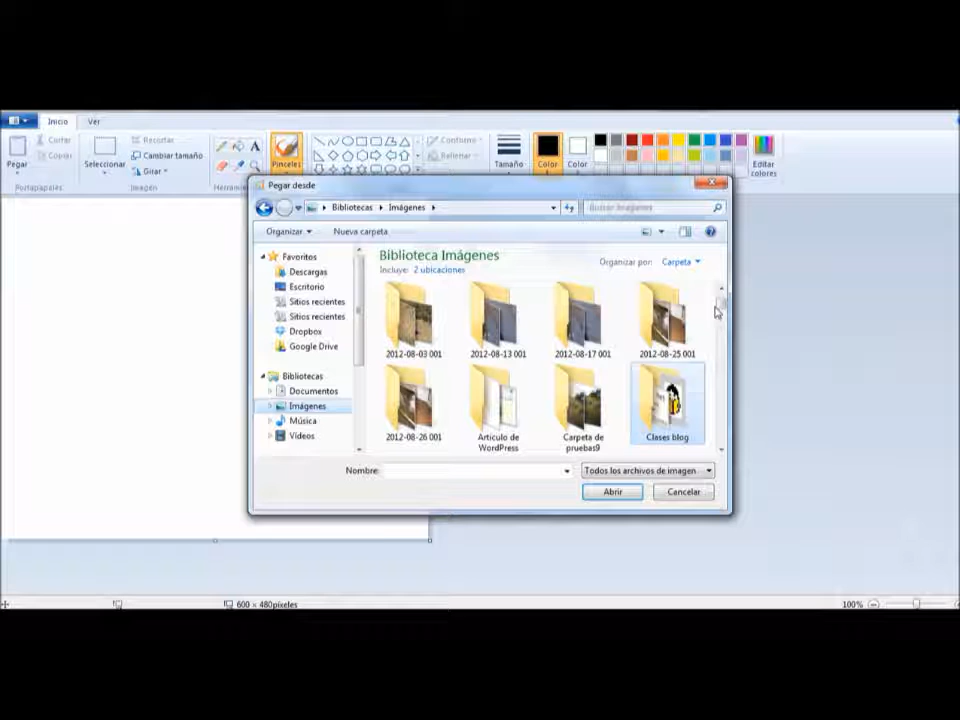 Inicio Ver
Pegar
Cortar
Copiar
Portapapeles
Seleccionar
Recortar
Cambiar tamaño
Girar
Imagen
A
Herramie
Pinceles
Contorno
Rellenar
Tamaño
Color
Color
Editar
colores
Pegar desde
Bibliotecas Imágenes
Buscar Imágenes
Organizar Nueva carpeta
Favoritos
Descargas
Escritorio
Sitios recientes
Sitios recientes
Dropbox
Google Drive
Bibliotecas
Documentos
Imágenes
Música
Vídeos
Biblioteca Imágenes
Incluye: 2 ubicaciones
Organizar por: Carpeta
2012-08-03 001 2012-08-13 001 2012-08-17 001 2012-08-25 001
2012-08-26 001
Artículo de
WordPress
Carpeta de
pruebas9
Clases blog
Nombre:
Todos los archivos de imagen
Abrir Cancelar
600 × 480píxeles
100%